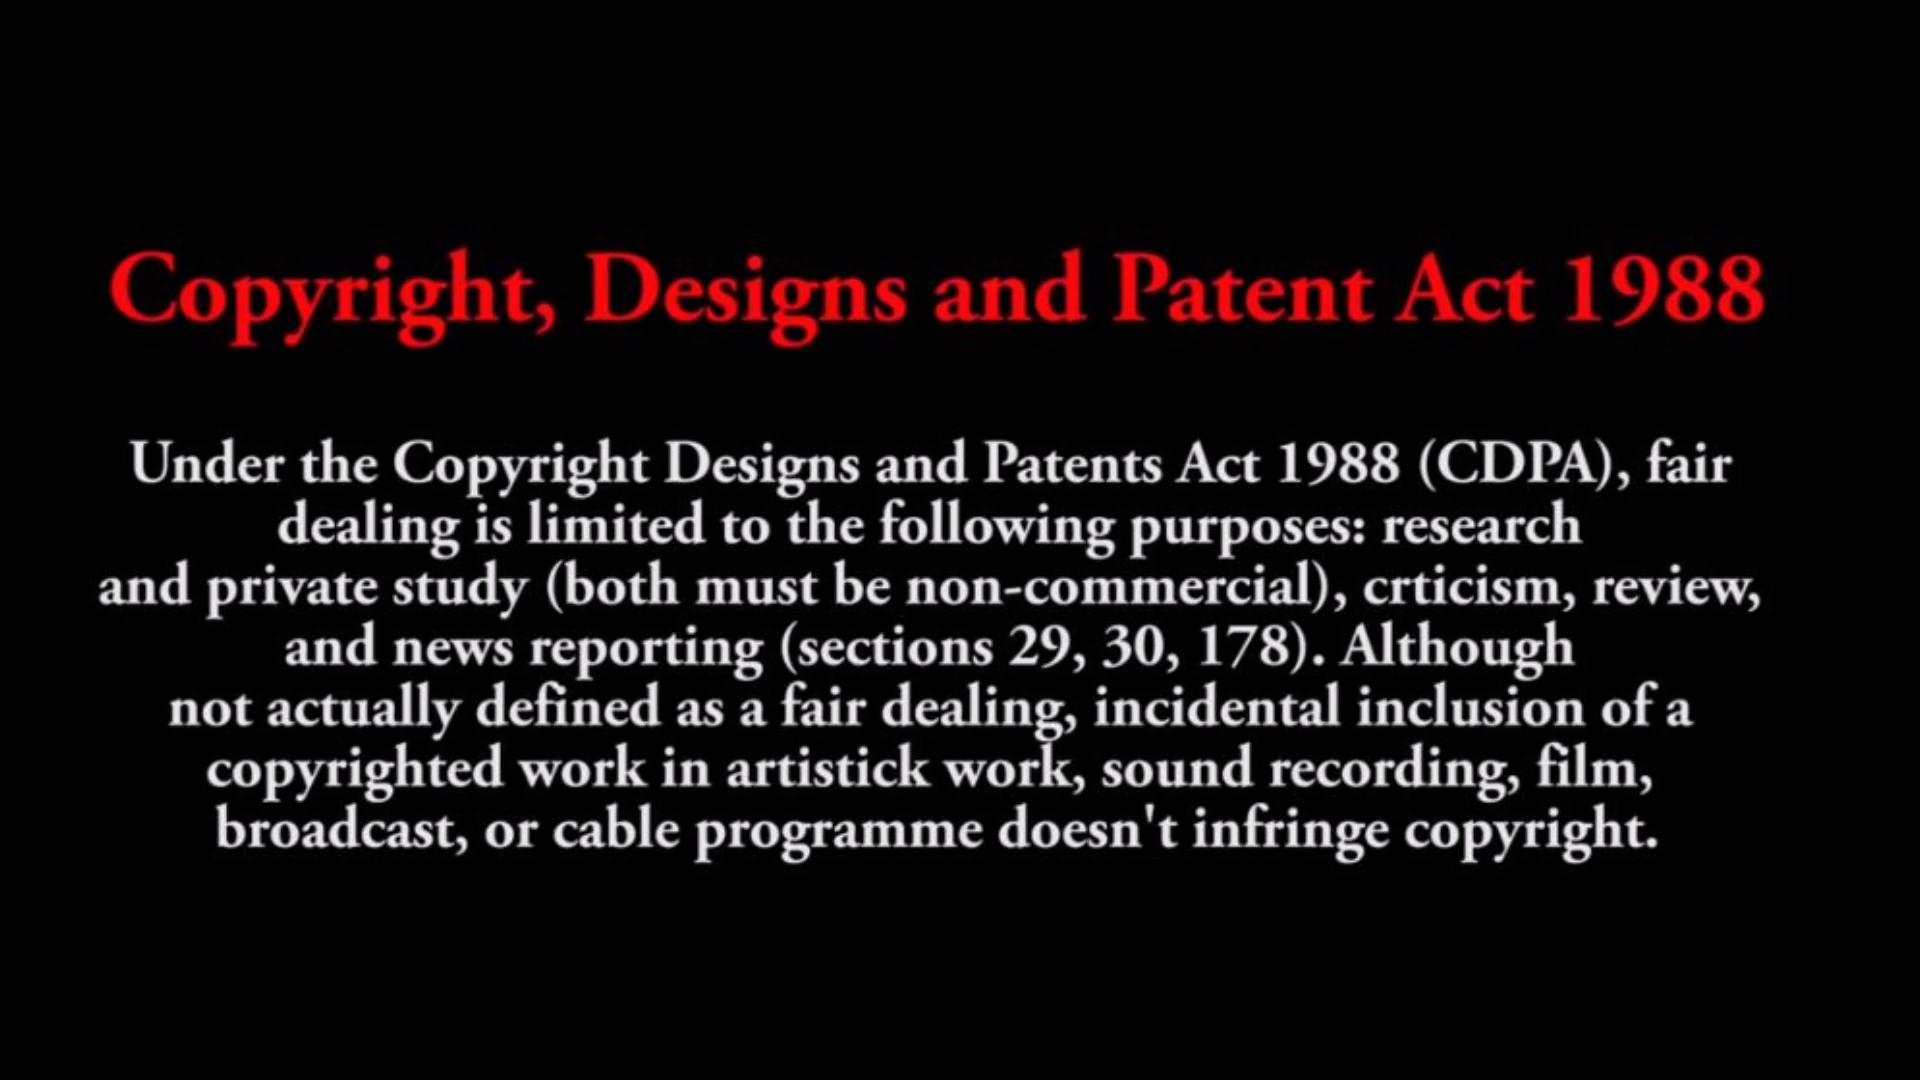 Copyright, Designs and Patent Act 1988
Under the Copyright Designs and Patents Act 1988 (CDPA), fair
dealing is limited to the following purposes: research
and private study (both must be non-commercial), crticism, review,
and news reporting (sections 29, 30, 178). Although
not actually defined as a fair dealing, incidental inclusion of a
copyrighted work in artistick work, sound recording, film,
broadcast, or cable programme doesn't infringe copyright.